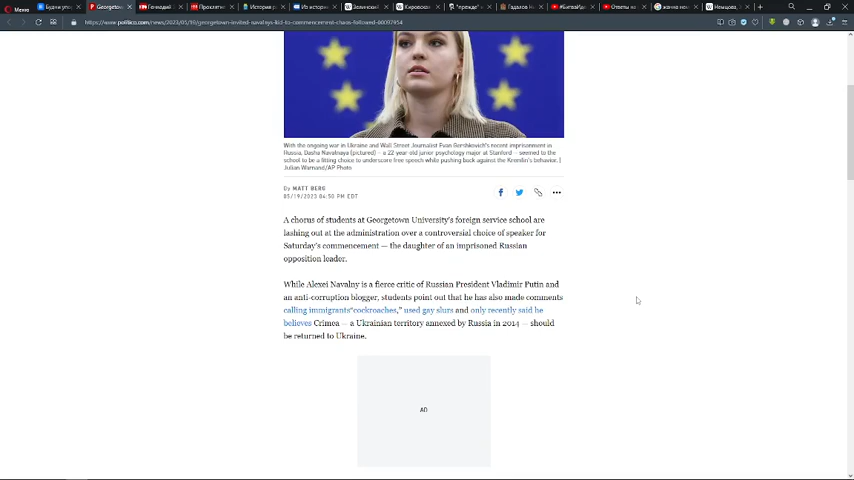 Меню
Georgetown
Геннадий
https://www.politico.com/news/2023/05/19/georgetown-invited-navalnys-kid-to-commencement-chaos-followed-00097954
With the ongoing war in Ukraine and Wall Street Journalist Evan Gershkovich's recent imprisonment in
Russia, Dasha Navalnaya (pictured) — a 22 year-old junior psychology major at Stanford — seemed to the
school to be a fitting choice to underscore free speech while pushing back against the Kremlin's behavior. |
Julian Warnand/AP Photo
By MATT BERG
05/19/2023 04:50 PM EDT
A chorus of students at Georgetown University's foreign service school are
lashing out at the administration over a controversial choice of speaker for
Saturday's commencement — the daughter of an imprisoned Russian
opposition leader.
While Alexei Navalny is a fierce critic of Russian President Vladimir Putin and
an anti-corruption blogger, students point out that he has also made comments
calling immigrants "cockroaches," used gay slurs and only recently said he
believes Crimea — a Ukrainian territory annexed by Russia in 2014 — should
be returned to Ukraine.
AD